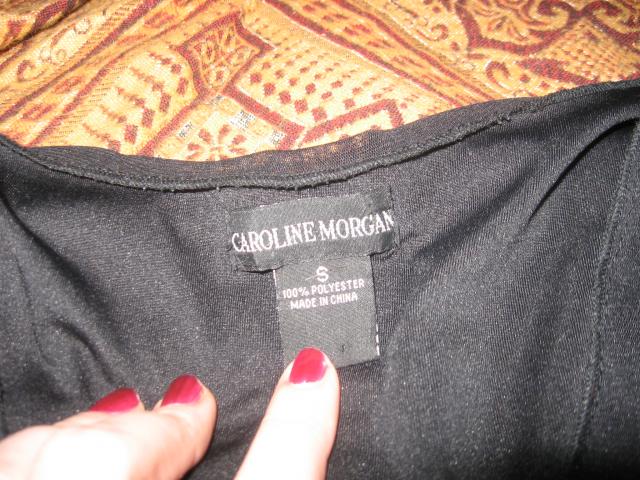 CAROLINE MORGAN
S
100% POLYESTER
MADE IN CHINA